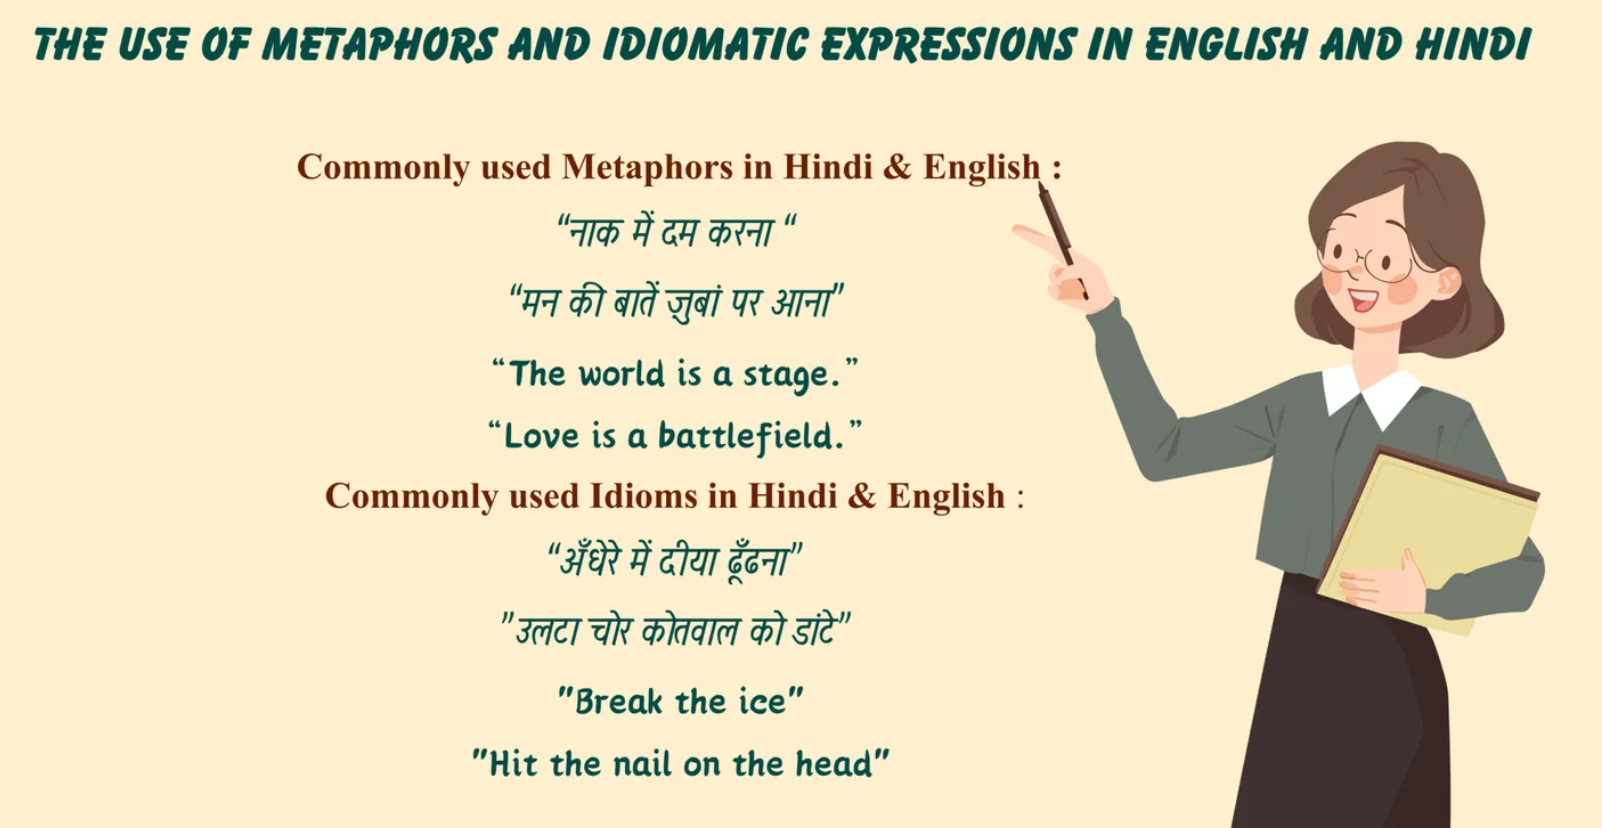 THE USE OF METAPHORS AND IDIOMATIC EXPRESSIONS IN ENGLISH AND HINDI
Commonly used Metaphors in Hindi & English :
“नाक में दम करना “
“मन की बातें ज़ुबां पर आना”
“The world is a stage.”
“Love is a battlefield.”
Commonly used Idioms in Hindi & English :
“अँधेरे में दीया ढूँढना”
”उलटा चोर कोतवाल को डांटे”
"Break the ice"
"Hit the nail on the head"